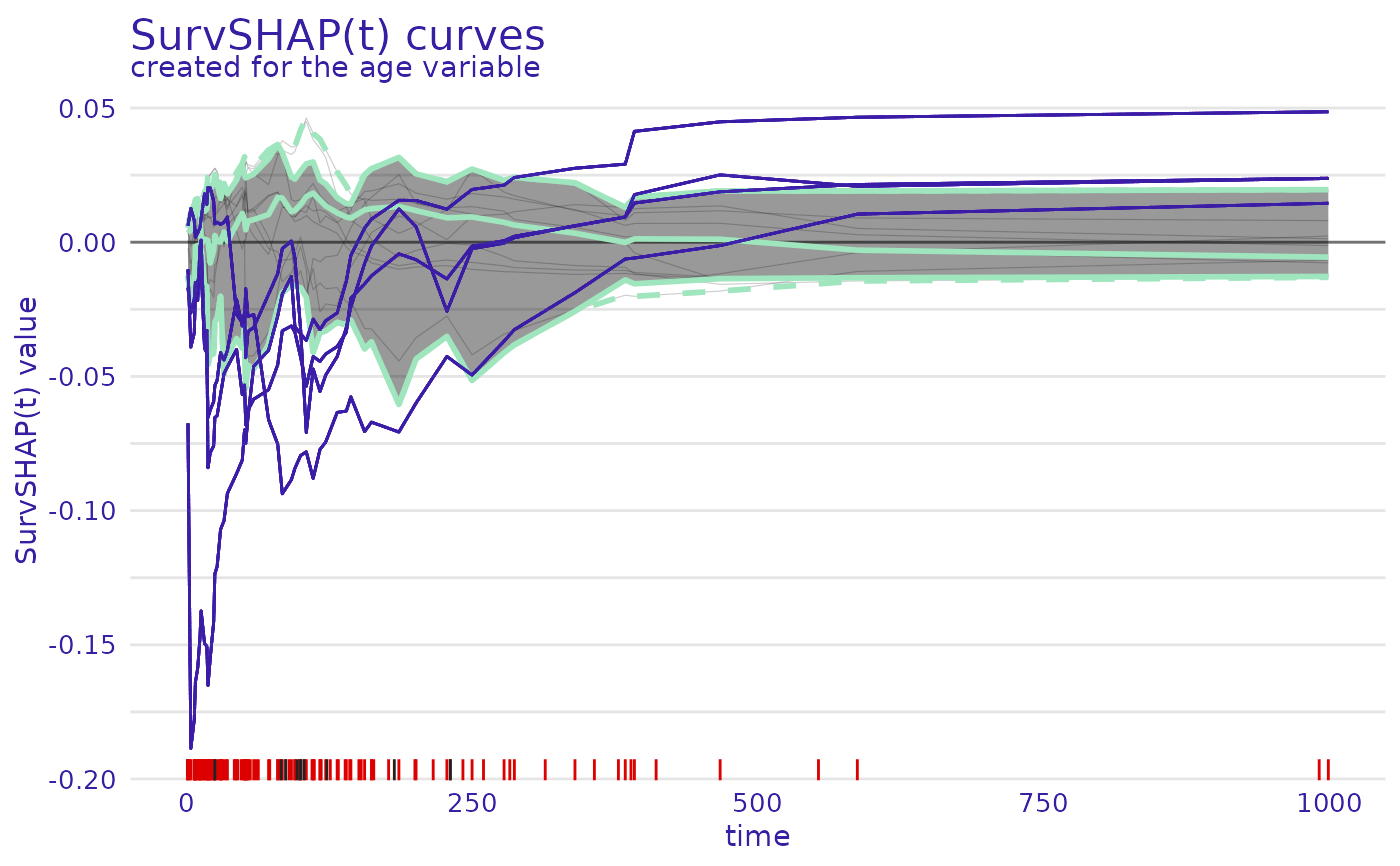 SurvSHAP(t) curves
created for the age variable
SurvSHAP(t) value
0.05
0.00
-0.05
-0.10
-0.15
-0.20
0
250
500
750
1000
time